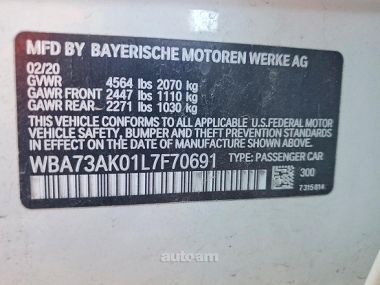 MFD BY BAYERISCHE MOTOREN WERKE AG
02/20
GVWR 4564 lbs 2070 kg
GAWR FRONT 2447 lbs 1110 kg
GAWR REAR 2271 lbs 1030 kg
THIS VEHICLE CONFORMS TO ALL APPLICABLE U.S. FEDERAL MOTOR
VEHICLE SAFETY, BUMPER AND THEFT PREVENTION STANDARDS
IN EFFECT ON THE DATE OF MANUFACTURE SHOWN ABOVE.
WBA73AK01L7F70691 TYPE: PASSENGER CAR
300
7315814
autoam